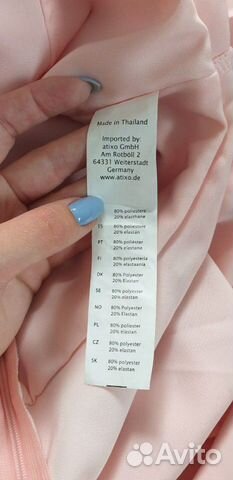 Made in Thailand
Imported by:
atixo GmbH
Am Rotböll 2
64331 Weiterstadt
Germany
www.atixo.de
80% poliestere
20% elasthane
ES 80% poliestere
20% elastán
PT 80% poliéster
20% elastano
FI 80% polyesteria
20% elastaania
DK 80% Polyester
20% Elastan
SE 80% polyester
20% elastan
NO 80% polyester
20% elastan
PL 80% poliester
20% elastan
CZ 80% polyester
20% elastan
SK 80% polyester
20% elastan
Avito